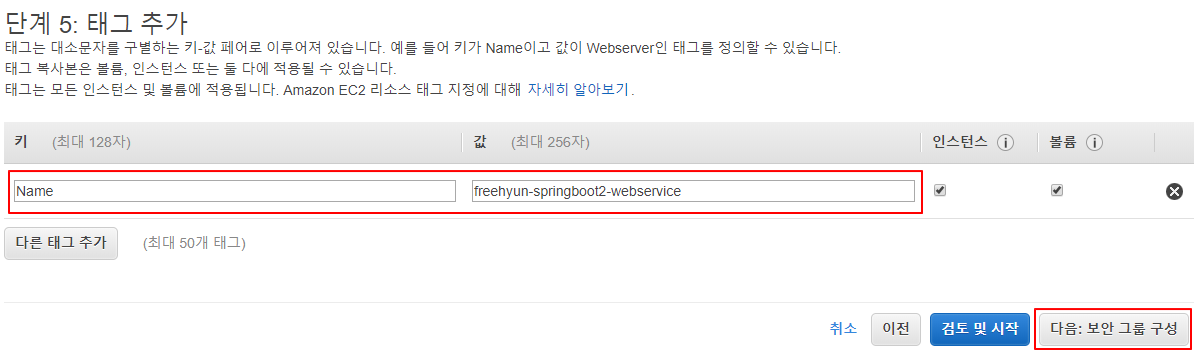 단계 5: 태그 추가
태그는 대소문자를 구별하는 키-값 페어로 이루어져 있습니다. 예를 들어 키가 Name이고 값이 Webserver인 태그를 정의할 수 있습니다.
태그 복사본은 볼륨, 인스턴스 또는 둘 다에 적용될 수 있습니다.
태그는 모든 인스턴스 및 볼륨에 적용됩니다. Amazon EC2 리소스 태그 지정에 대해 자세히 알아보기.
키 (최대 128자) 값 (최대 256자) 인스턴스 i 볼륨 i
Name freehyun-springboot2-webservice
다른 태그 추가 (최대 50개 태그)
취소 이전 검토 및 시작 다음: 보안 그룹 구성